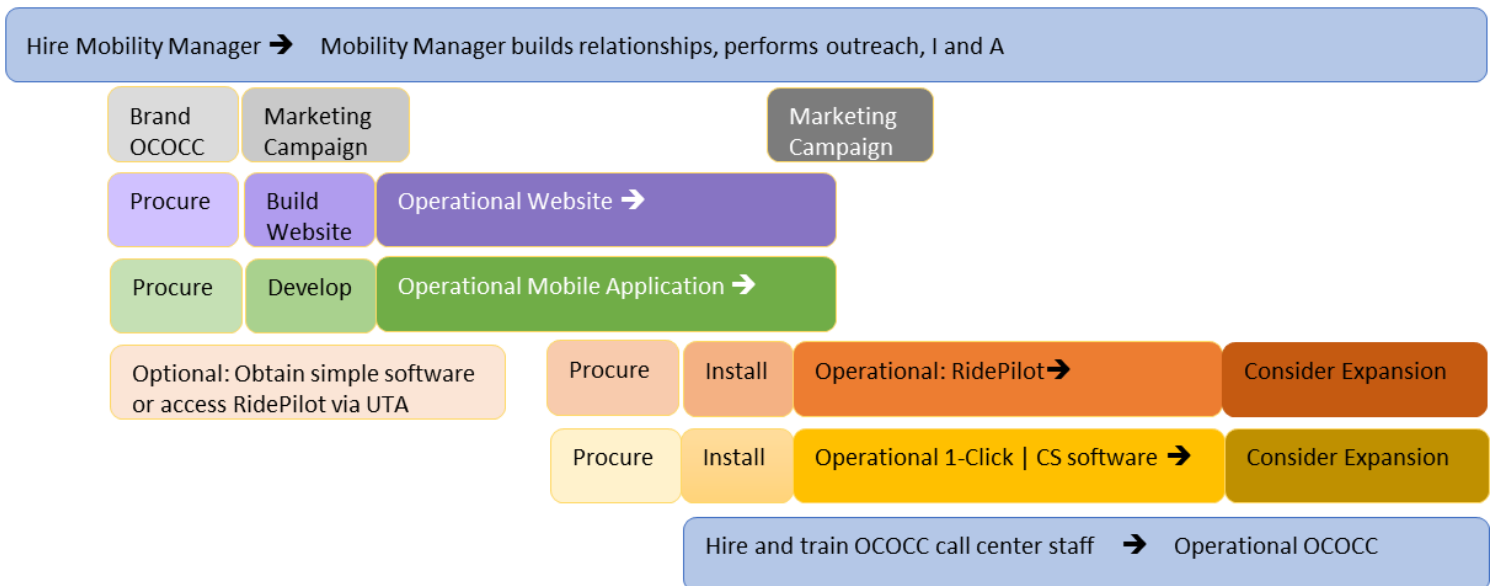 Hire Mobility Manager ➔ Mobility Manager builds relationships, performs outreach, I and A
Brand
OCOCC
Marketing
Campaign
Marketing
Campaign
Procure
Build
Website
Operational Website ➔
Procure
Develop
Operational Mobile Application ➔
Optional: Obtain simple software
or access RidePilot via UTA
Procure
Install
Operational: RidePilot➔
Consider Expansion
Procure
Install
Operational 1-Click | CS software ➔
Consider Expansion
Hire and train OCOCC call center staff ➔ Operational OCOCC